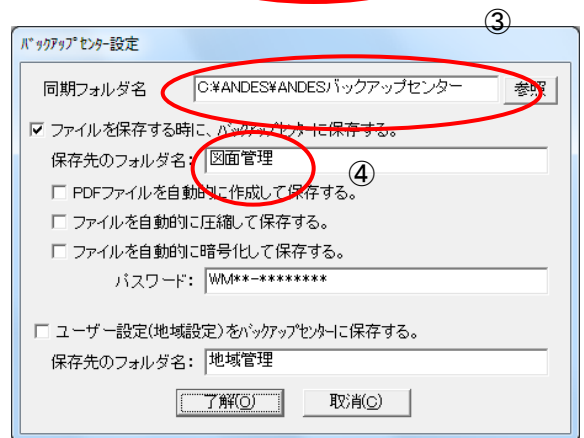 ③
バックアップセンター設定
同期フォルダ名 C:¥ANDES¥ANDESバックアップセンター 参照
ファイルを保存する時に、バックアップセンターに保存する。
保存先のフォルダ名: 図面管理
④
PDFファイルを自動的に作成して保存する。
ファイルを自動的に圧縮して保存する。
ファイルを自動的に暗号化して保存する。
パスワード: WM**-********
ユーザー設定(地域設定)をバックアップセンターに保存する。
保存先のフォルダ名: 地域管理
了解(O) 取消(C)